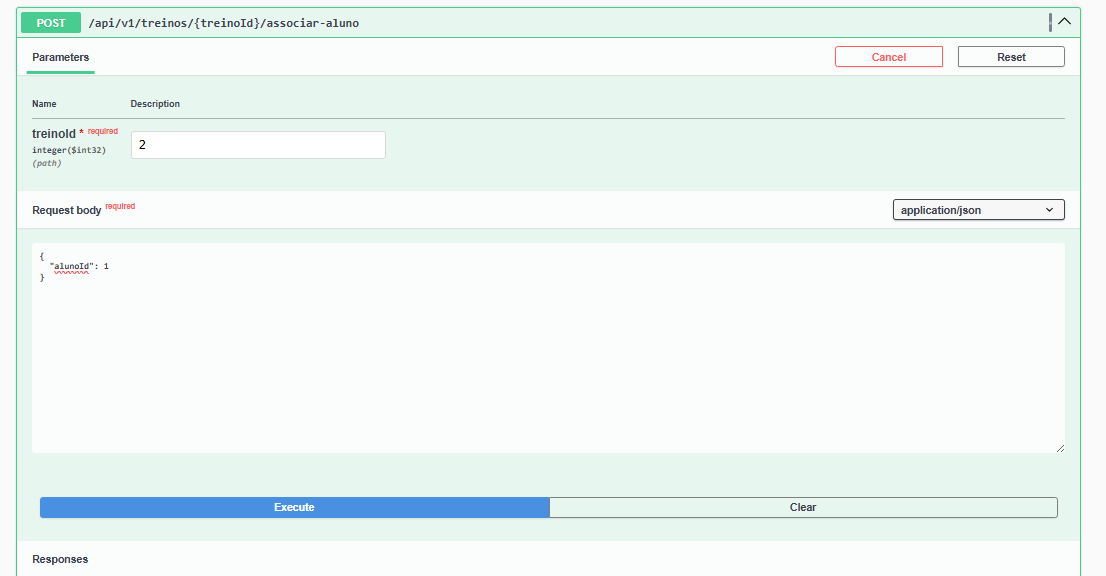 POST /api/v1/treinos/{treinoId}/associar-aluno
Parameters Cancel Reset
Name Description
treinoId * required 2
integer($int32)
(path)
Request body required application/json
{
"alunoId": 1
}
Execute Clear
Responses